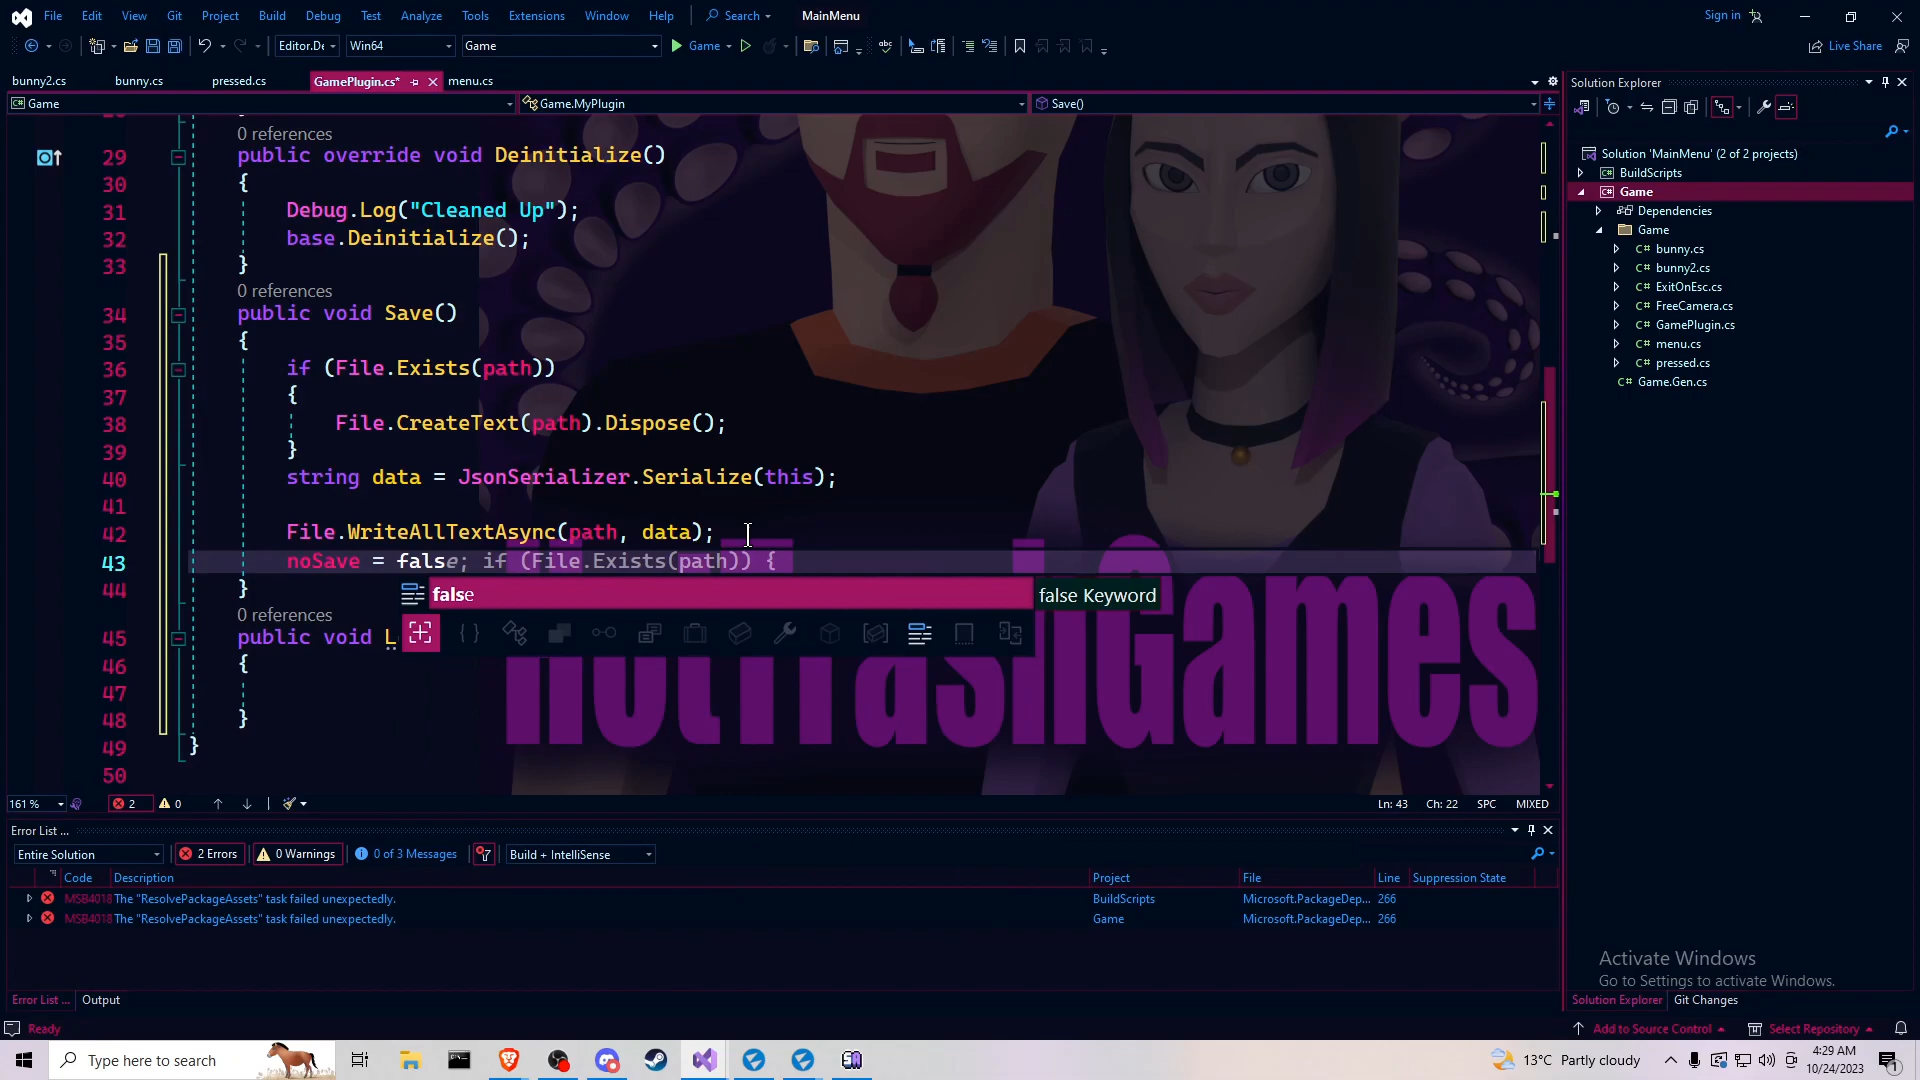 File Edit View Git Project Build Debug Test Analyze Tools Extensions Window Help Search MainMenu Sign in
Editor.De Win64 Game Game Live Share
bunny2.cs bunny.cs pressed.cs GamePlugin.cs* menu.cs
Game Game.MyPlugin Save()
0 references
29 public override void Deinitialize()
30 {
31 Debug.Log("Cleaned Up");
32 base.Deinitialize();
33 }
0 references
34 public void Save()
35 {
36 if (File.Exists(path))
37 {
38 File.CreateText(path).Dispose();
39 }
40 string data = JsonSerializer.Serialize(this);
41
42 File.WriteAllTextAsync(path, data);
43 noSave = false; if (File.Exists(path)) {
44 }
false
false Keyword
0 references
45 public void L
46 {
47
48 }
49 }
50
161 % 2 0 Ln: 43 Ch: 22 SPC MIXED
Error List ...
Entire Solution 2 Errors 0 Warnings 0 of 3 Messages Build + IntelliSense
Code Description Project File Line Suppression State
MSB4018 The "ResolvePackageAssets" task failed unexpectedly. BuildScripts Microsoft.PackageDep... 266
MSB4018 The "ResolvePackageAssets" task failed unexpectedly. Game Microsoft.PackageDep... 266
Error List ... Output
Solution Explorer
Solution 'MainMenu' (2 of 2 projects)
BuildScripts
Game
Dependencies
Game
bunny.cs
bunny2.cs
ExitOnEsc.cs
FreeCamera.cs
GamePlugin.cs
menu.cs
pressed.cs
Game.Gen.cs
Activate Windows
Go to Settings to activate Windows.
Solution Explorer Git Changes
Ready Add to Source Control Select Repository
Type here to search 13°C Partly cloudy 4:29 AM
10/24/2023